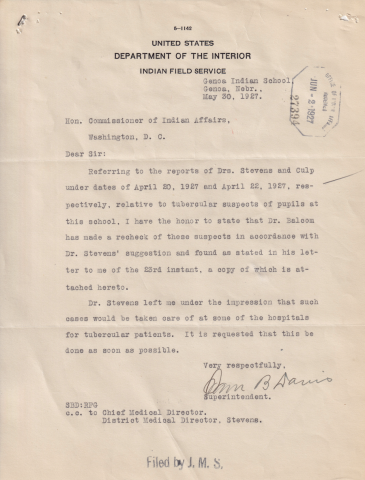 5-1142
UNITED STATES
DEPARTMENT OF THE INTERIOR
INDIAN FIELD SERVICE
Genoa Indian School,
Genoa, Nebr.,
May 30, 1927.
JUN -2 1927
27394
Hon. Commissioner of Indian Affairs,
Washington, D. C.
Dear Sir:
Referring to the reports of Drs. Stevens and Culp
under dates of April 20, 1927 and April 22, 1927, res-
pectively, relative to tubercular suspects of pupils at
this school, I have the honor to state that Dr. Balcom
has made a recheck of these suspects in accordance with
Dr. Stevens' suggestion and found as stated in his let-
ter to me of the 23rd instant, a copy of which is at-
tached hereto.
Dr. Stevens left me under the impression that such
cases would be taken care of at some of the hospitals
for tubercular patients. It is requested that this be
done as soon as possible.
Very respectfully,
B Davis
Superintendent.
c.c. to Chief Medical Director.
District Medical Director, Stevens.
Filed by J. M. S.